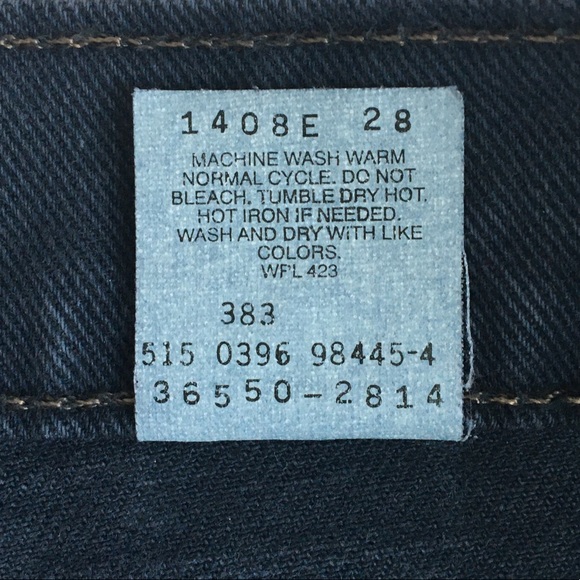 1408E 28
MACHINE WASH WARM
NORMAL CYCLE. DO NOT
BLEACH. TUMBLE DRY HOT.
HOT IRON IF NEEDED.
WASH AND DRY WITH LIKE
COLORS.
WPL 423
383
515 0396 98445-4
36550-2814